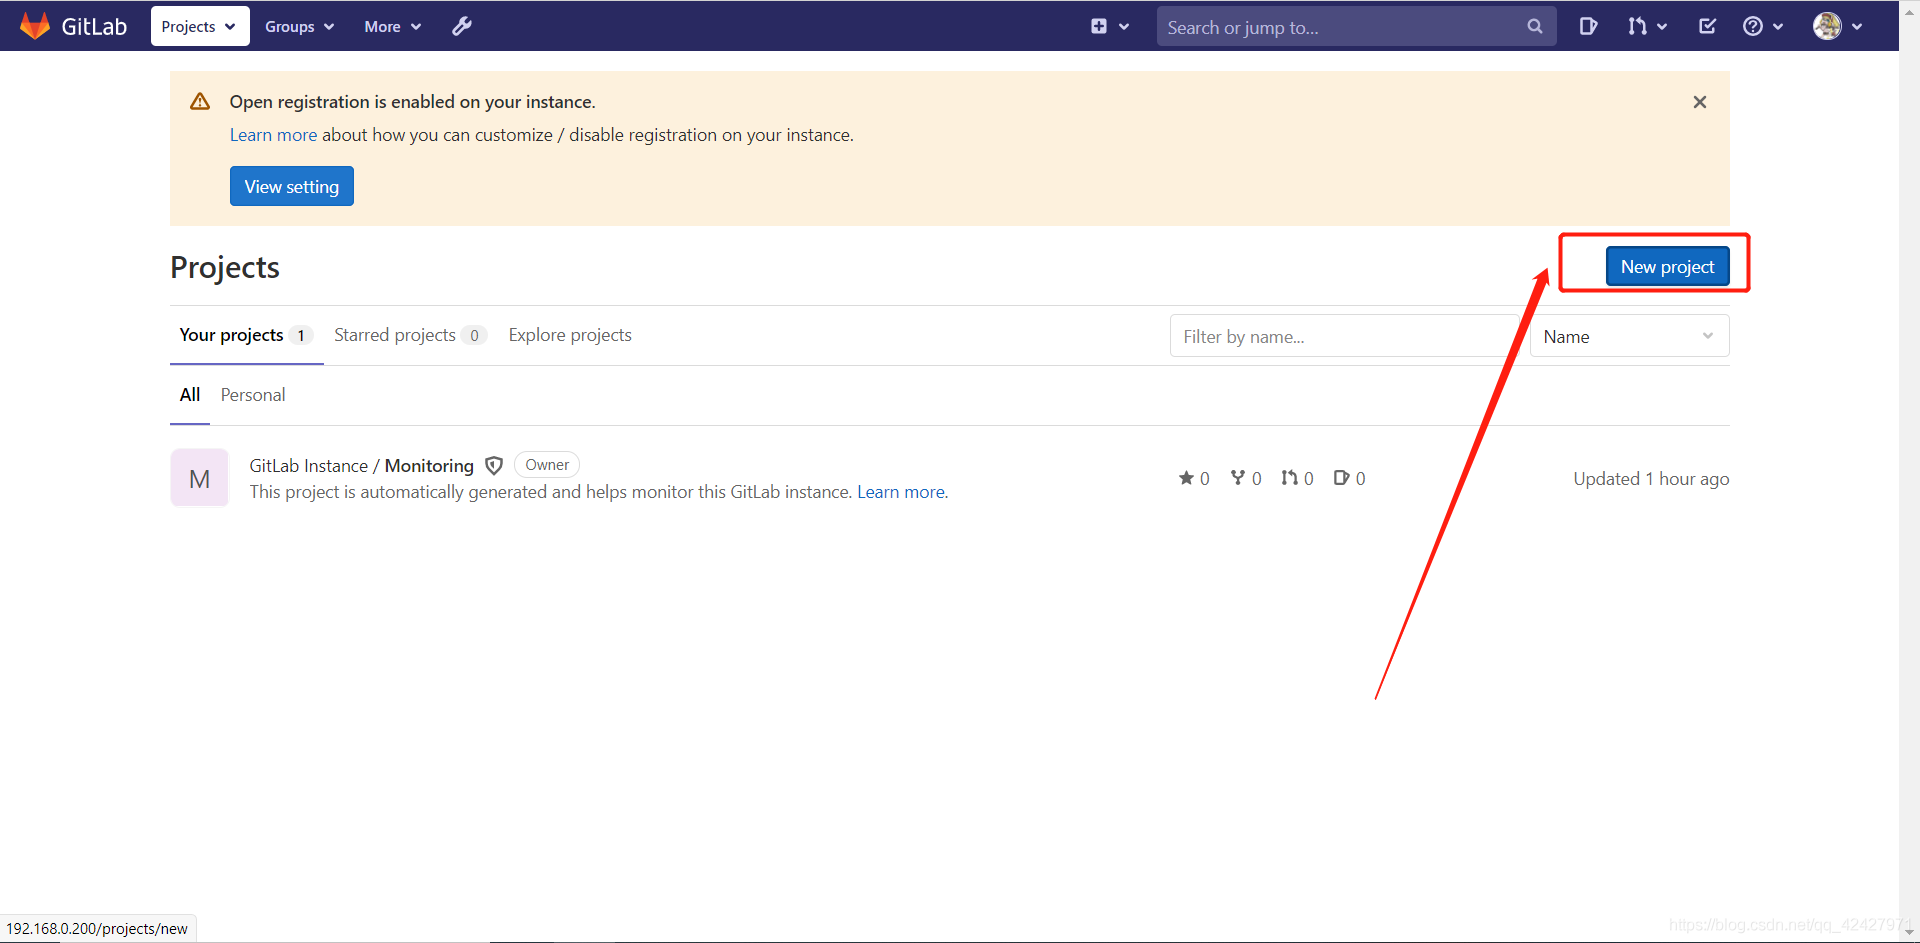 GitLab Projects Groups More Search or jump to...
Open registration is enabled on your instance.
Learn more about how you can customize / disable registration on your instance.
View setting
Projects New project
Your projects 1 Starred projects 0 Explore projects Filter by name... Name
All Personal
M GitLab Instance / Monitoring Owner
This project is automatically generated and helps monitor this GitLab instance. Learn more.
0 0 0 0 Updated 1 hour ago
192.168.0.200/projects/new
https://blog.csdn.net/qq_42427971